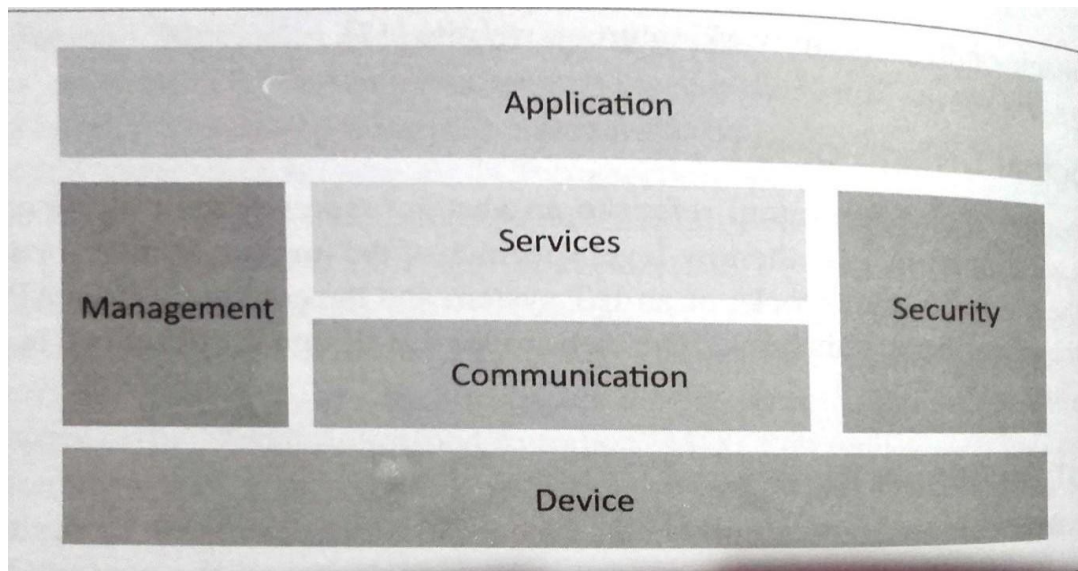 Application
Management
Services
Communication
Security
Device